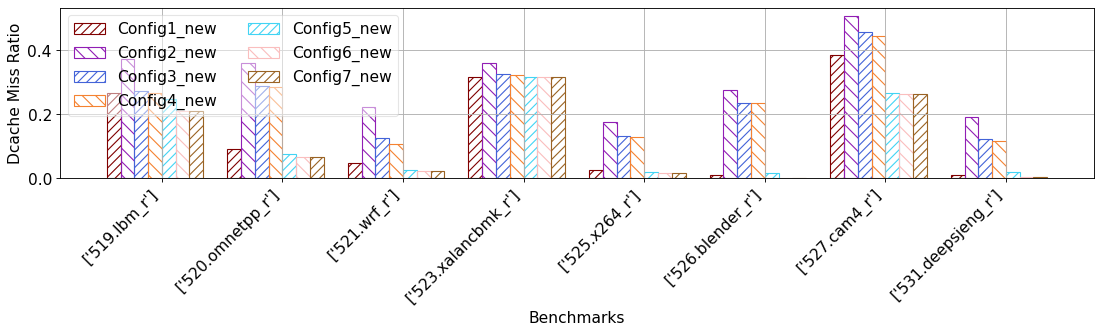 Dcache Miss Ratio
0.4
0.2
0.0
Config1_new
Config2_new
Config3_new
Config4_new
Config5_new
Config6_new
Config7_new
['519.lbm_r']
['520.omnetpp_r']
['521.wrf_r']
['523.xalancbmk_r']
['525.x264_r']
['526.blender_r']
['527.cam4_r']
['531.deepsjeng_r']
Benchmarks